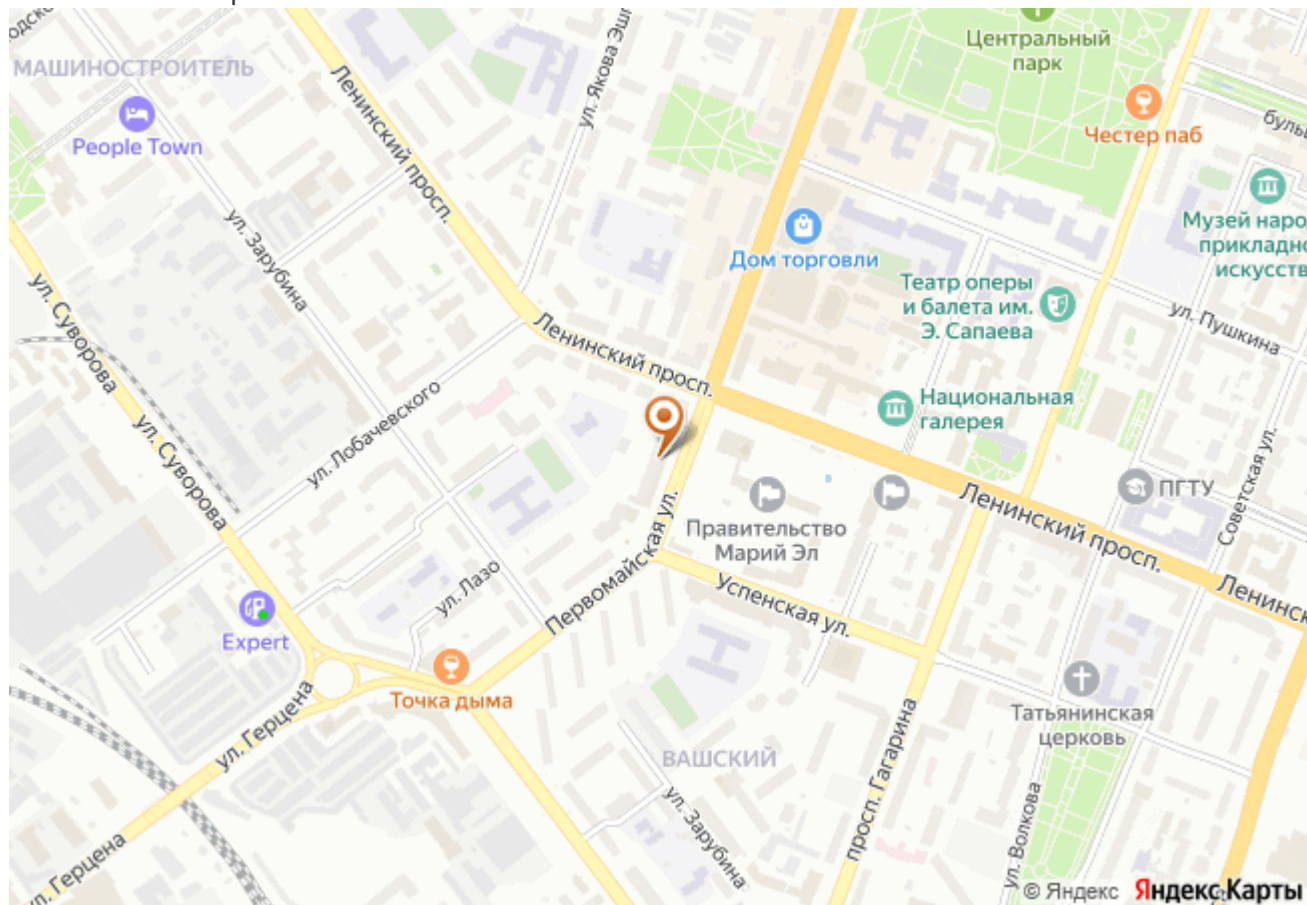 МАШИНОСТРОИТЕЛЬ
People Town
ул. Зарубина
Ленинский просп.
ул. Якова Эшп
Центральный
парк
Честер паб
буль
Музей наро
прикладно
искусств
Дом торговли
Театр оперы
и балета им.
Э. Сапаева
ул. Пушкина
ул. Суворова
ул. Суворова
Ленинский просп.
ул. Лобачевского
Национальная
галерея
Ленинский просп.
ПГТУ
Советская ул.
Ленинск
Правительство
Марий Эл
Первомайская ул.
Успенская ул.
ул. Лазо
Expert
Точка дыма
ул. Герцена
ул. Герцена
ВАШСКИЙ
ул. Зарубина
просп. Гагарина
Татьянинская
церковь
ул. Волкова
© Яндекс Яндекс Карты